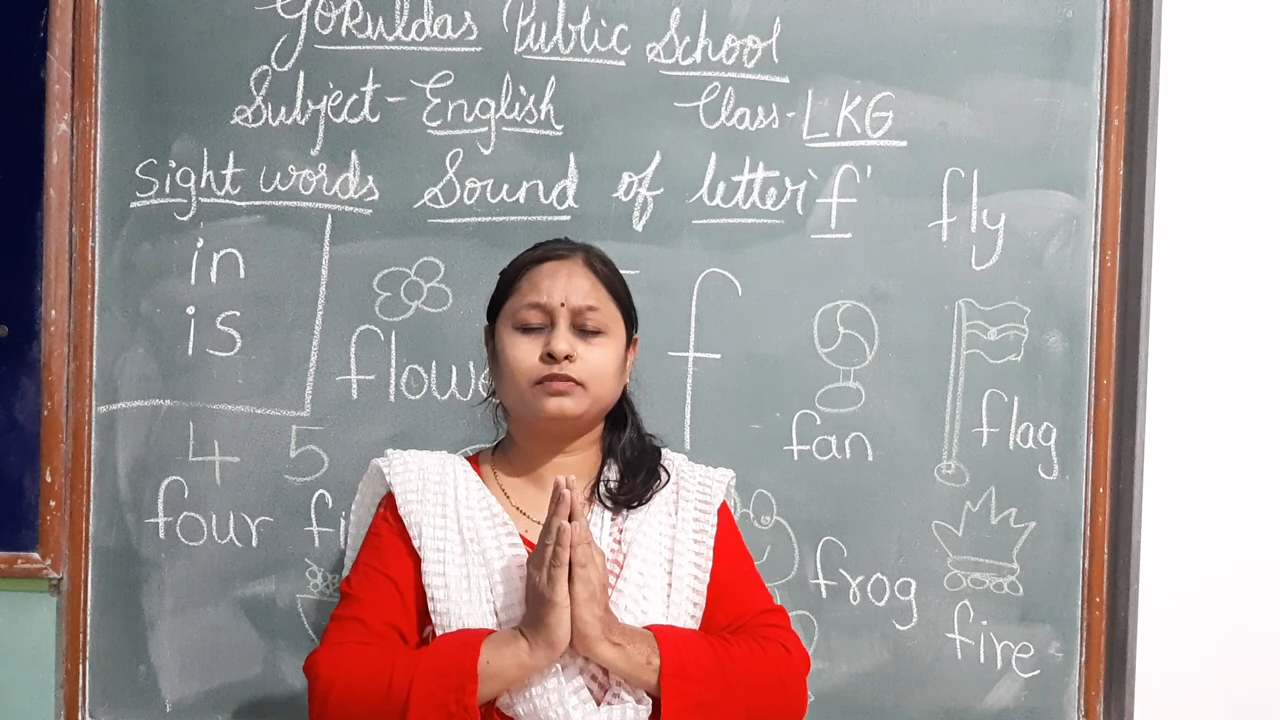 Gokuldas Public School
Subject - English Class - LKG
Sight words Sound of letter 'f' fly
in
is
flowe
f
fan
flag
4 5
four fi
frog
fire